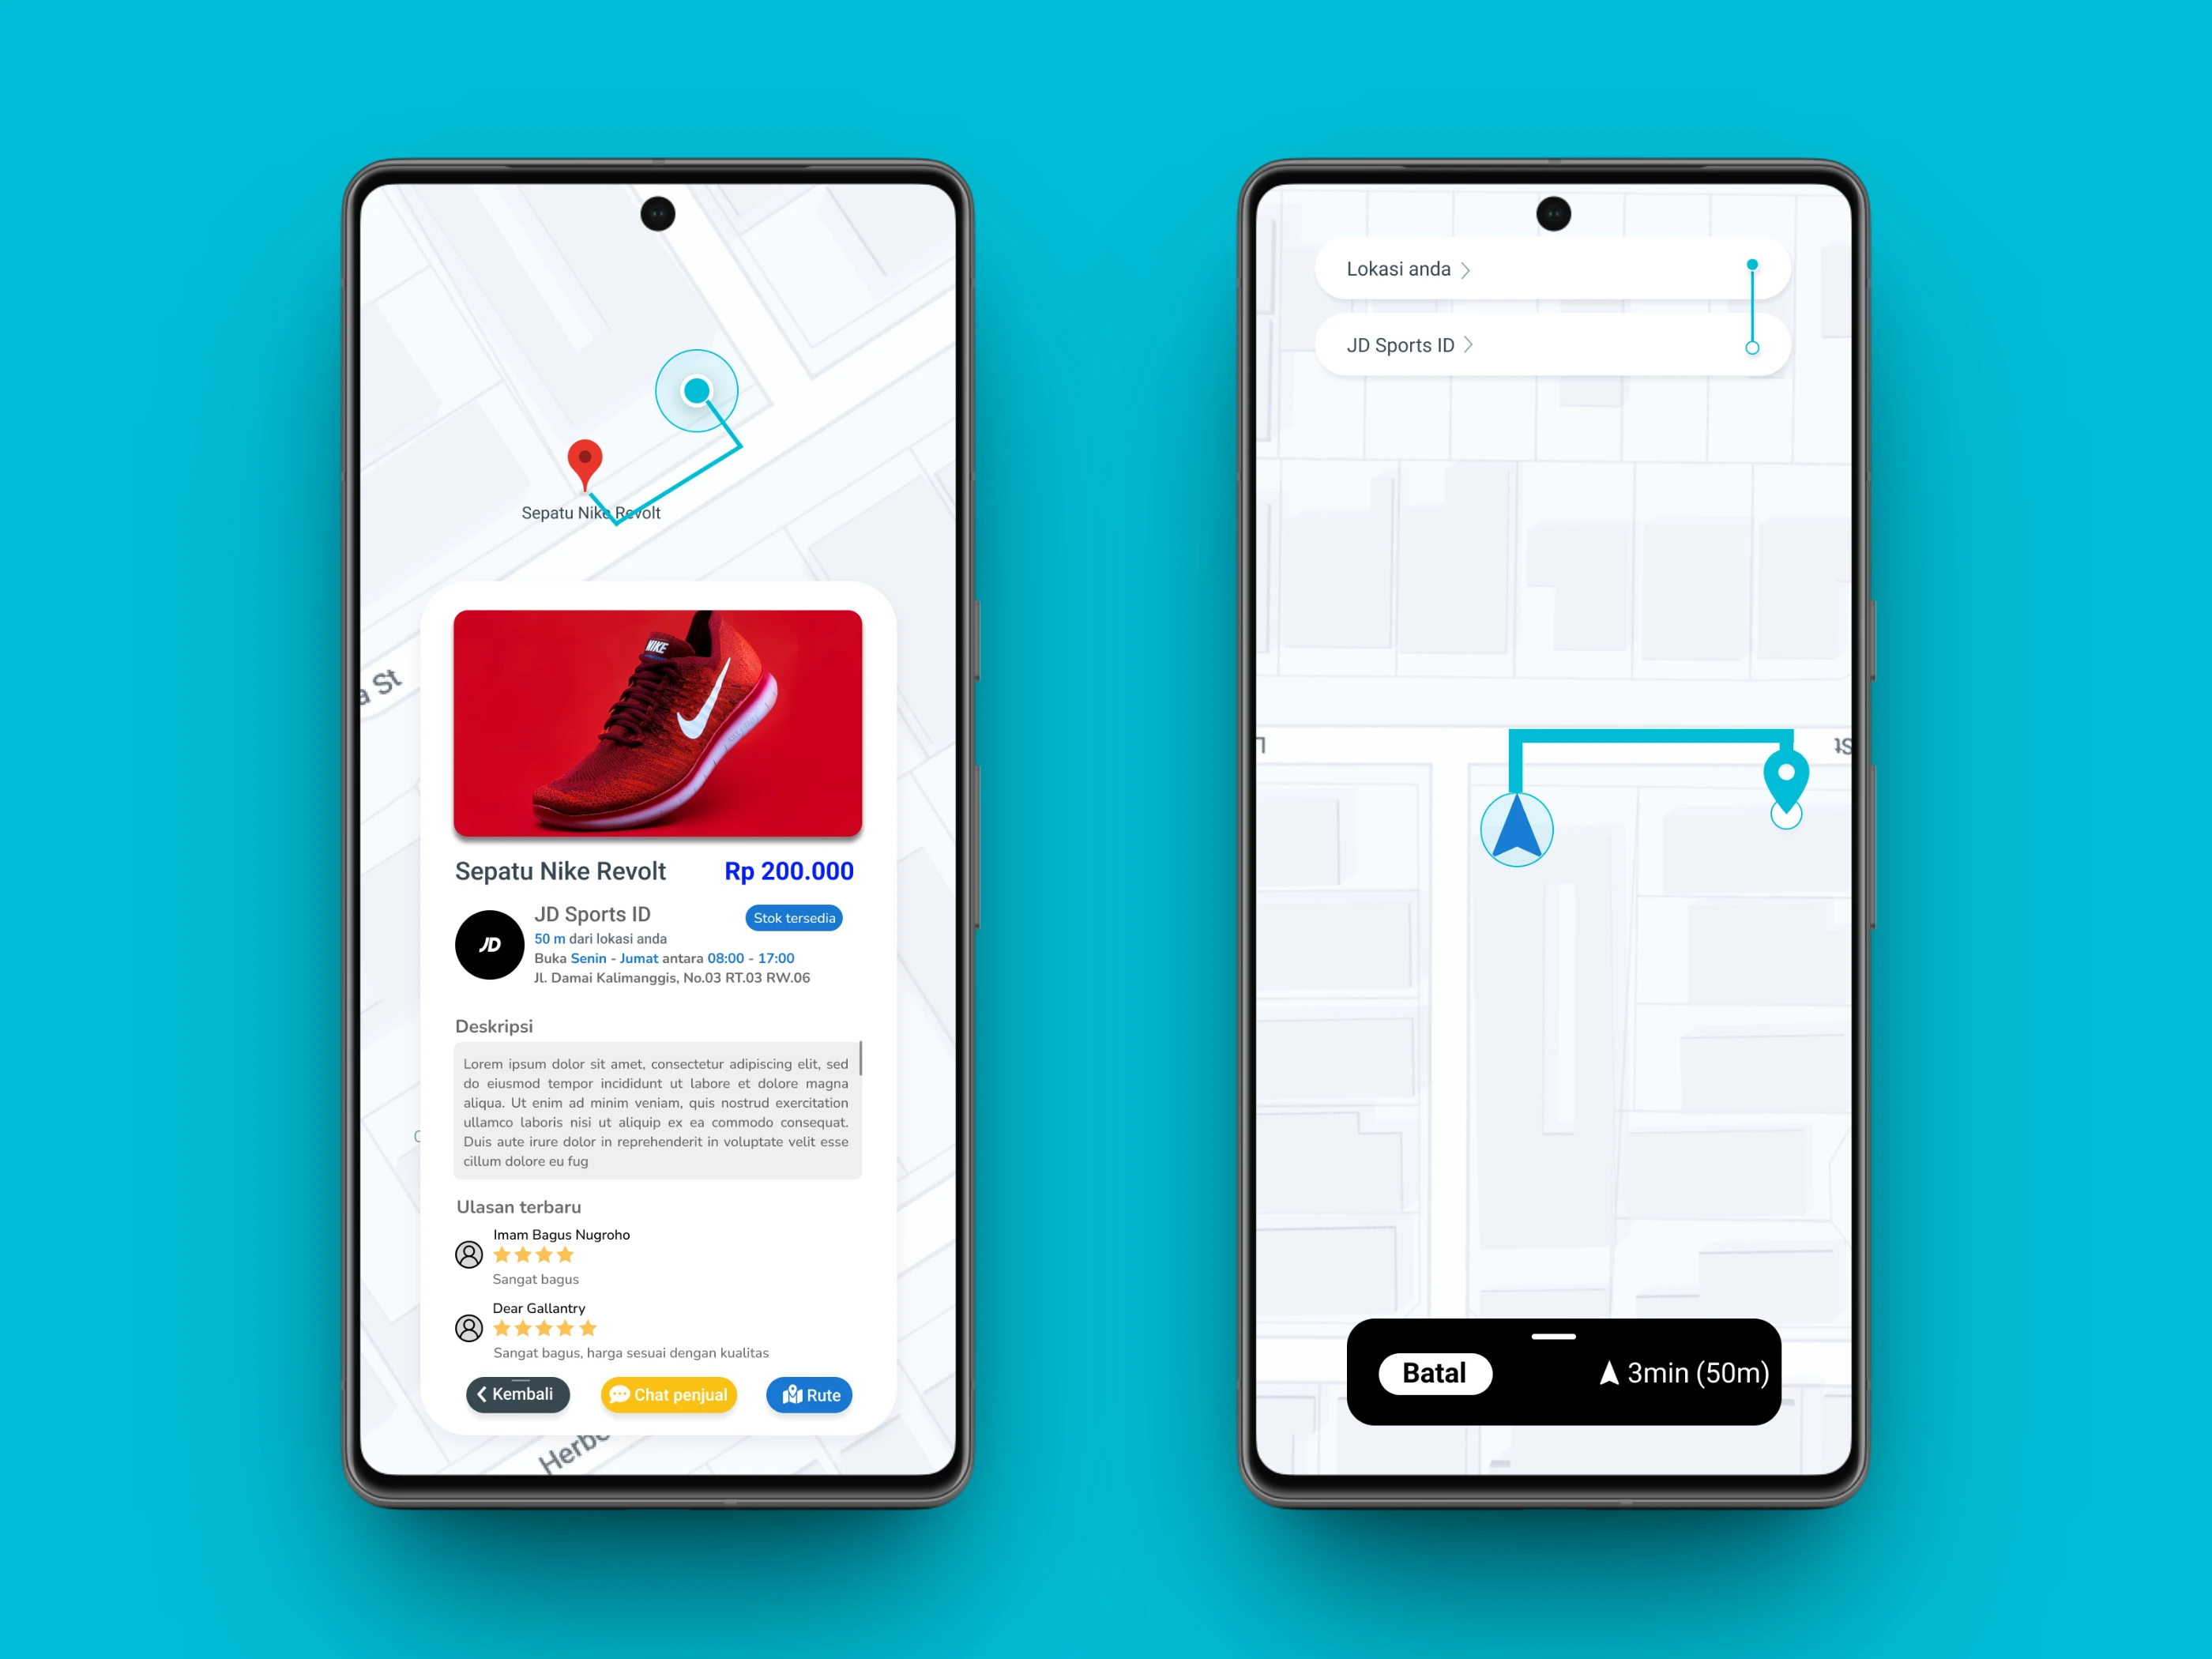 Sepatu Nike Revolt
a St
NIKE
Sepatu Nike Revolt
Rp 200.000
JD
JD Sports ID
Stok tersedia
50 m dari lokasi anda
Buka Senin - Jumat antara 08:00 - 17:00
Jl. Damai Kalimanggis, No.03 RT.03 RW.06
Deskripsi
Lorem ipsum dolor sit amet, consectetur adipiscing elit, sed
do eiusmod tempor incididunt ut labore et dolore magna
aliqua. Ut enim ad minim veniam, quis nostrud exercitation
ullamco laboris nisi ut aliquip ex ea commodo consequat.
Duis aute irure dolor in reprehenderit in voluptate velit esse
cillum dolore eu fug
Ulasan terbaru
Imam Bagus Nugroho
Sangat bagus
Dear Gallantry
Sangat bagus, harga sesuai dengan kualitas
Kembali
Chat penjual
Rute
Herbe
Lokasi anda
JD Sports ID
Batal
3min (50m)